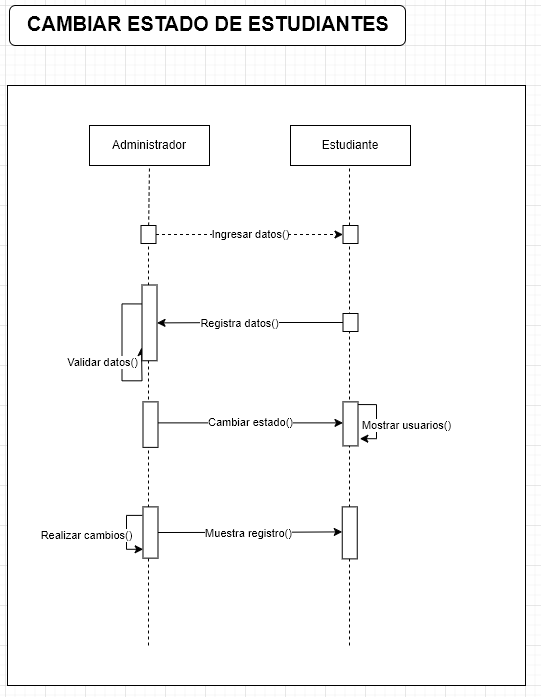 CAMBIAR ESTADO DE ESTUDIANTES
Administrador
Estudiante
Ingresar datos()
Registra datos()
Validar datos()
Cambiar estado()
Mostrar usuarios()
Realizar cambios()
Muestra registro()